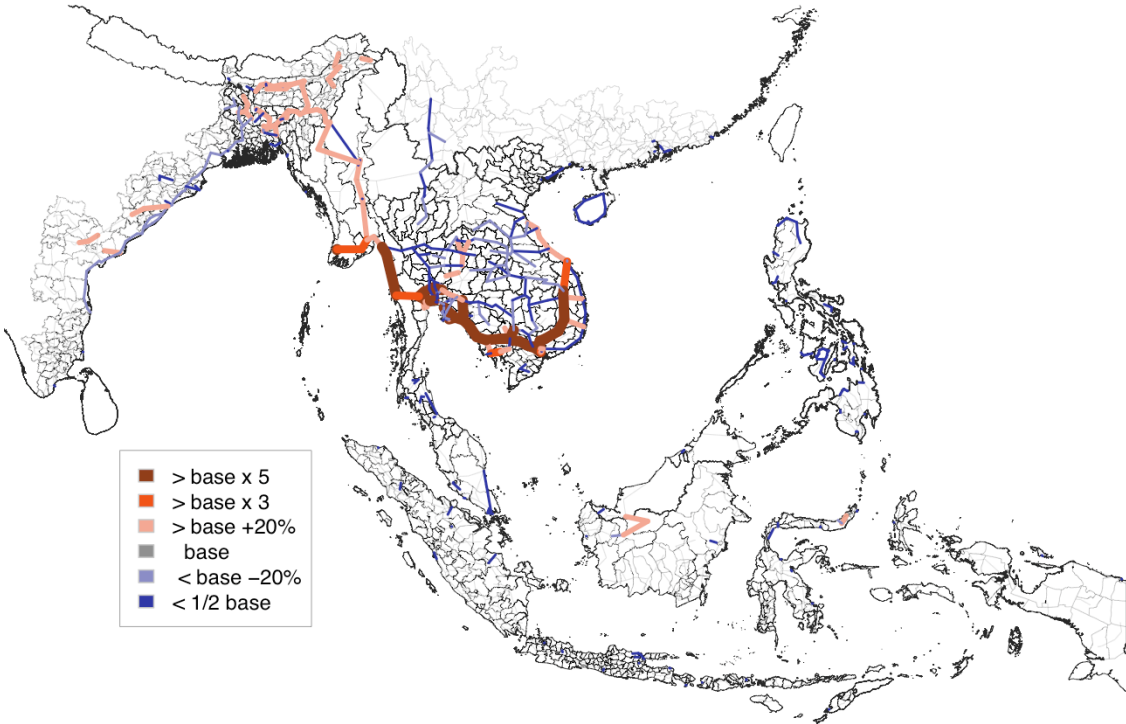 > base x 5
> base x 3
> base +20%
base
< base −20%
< 1/2 base